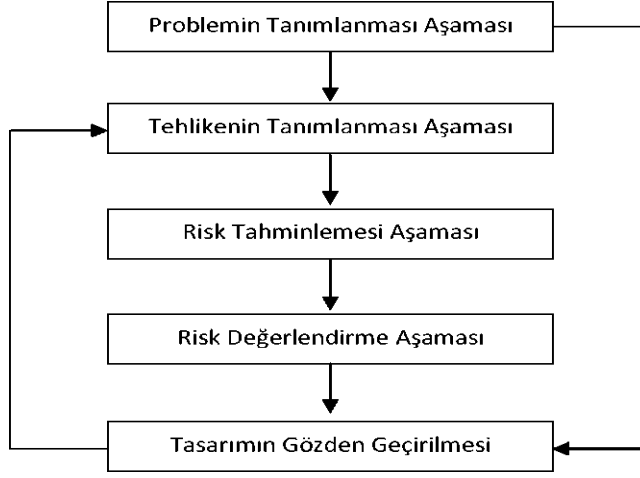 Problemin Tanımlanması Aşaması
Tehlikenin Tanımlanması Aşaması
Risk Tahminlemesi Aşaması
Risk Değerlendirme Aşaması
Tasarımın Gözden Geçirilmesi